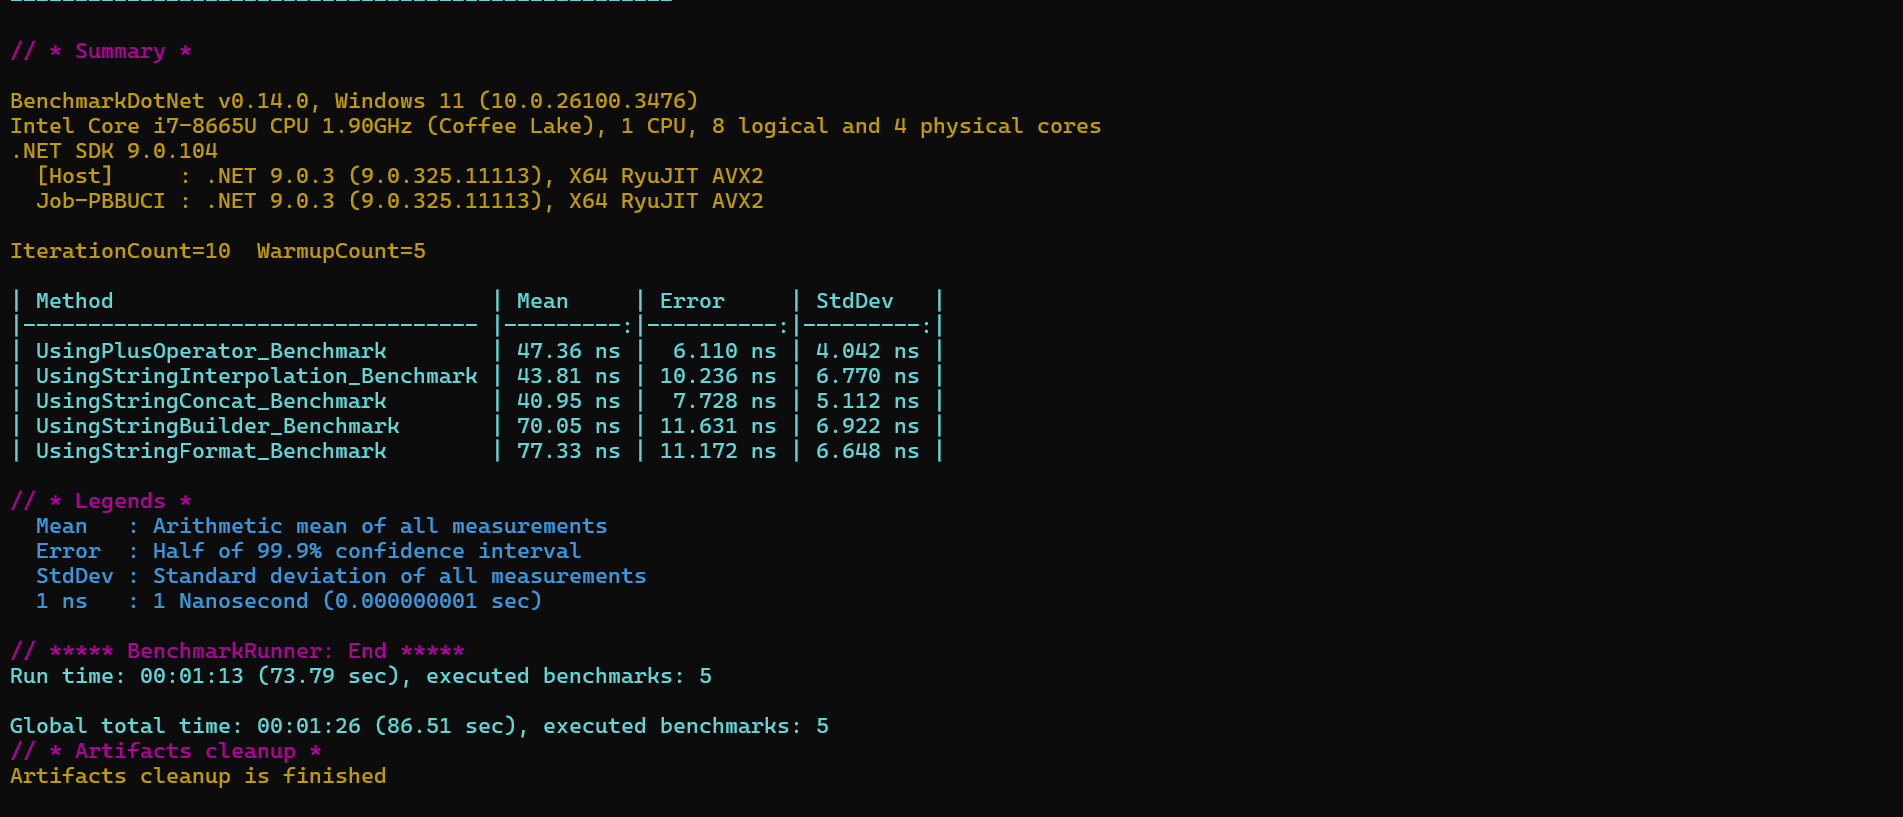 // * Summary *
BenchmarkDotNet v0.14.0, Windows 11 (10.0.26100.3476)
Intel Core i7-8665U CPU 1.90GHz (Coffee Lake), 1 CPU, 8 logical and 4 physical cores
.NET SDK 9.0.104
  [Host]     : .NET 9.0.3 (9.0.325.11113), X64 RyuJIT AVX2
  Job-PBBUCI : .NET 9.0.3 (9.0.325.11113), X64 RyuJIT AVX2
IterationCount=10  WarmupCount=5
| Method                            | Mean     | Error     | StdDev   |
|---------------------------------- |---------:|----------:|---------:|
| UsingPlusOperator_Benchmark        | 47.36 ns |  6.110 ns | 4.042 ns |
| UsingStringInterpolation_Benchmark | 43.81 ns | 10.236 ns | 6.770 ns |
| UsingStringConcat_Benchmark        | 40.95 ns |  7.728 ns | 5.112 ns |
| UsingStringBuilder_Benchmark       | 70.05 ns | 11.631 ns | 6.922 ns |
| UsingStringFormat_Benchmark        | 77.33 ns | 11.172 ns | 6.648 ns |
// * Legends *
  Mean   : Arithmetic mean of all measurements
  Error  : Half of 99.9% confidence interval
  StdDev : Standard deviation of all measurements
  1 ns   : 1 Nanosecond (0.000000001 sec)
// ***** BenchmarkRunner: End *****
Run time: 00:01:13 (73.79 sec), executed benchmarks: 5
Global total time: 00:01:26 (86.51 sec), executed benchmarks: 5
// * Artifacts cleanup *
Artifacts cleanup is finished